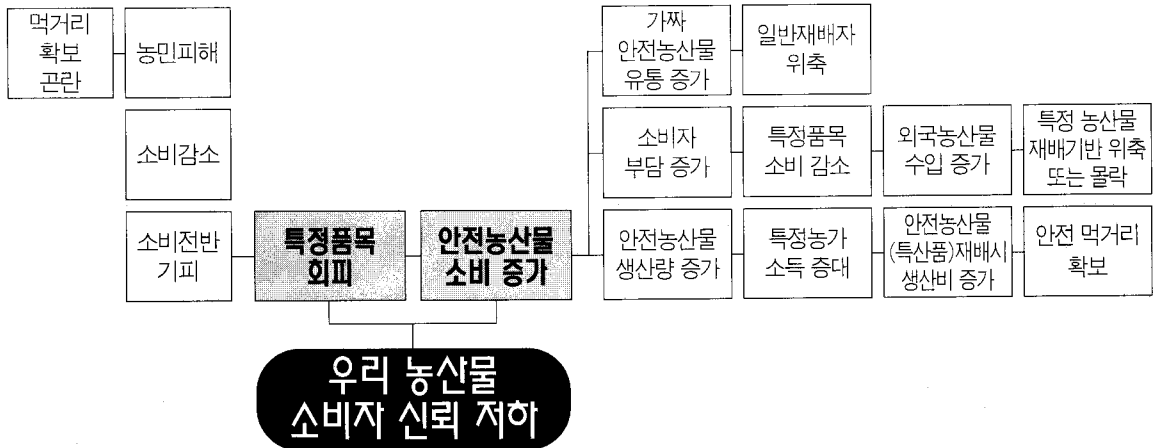 먹거리
확보
곤란
농민피해
소비감소
소비전반
기피
특정품목
회피
안전농산물
소비 증가
가짜
안전농산물
유통 증가
일반재배자
위축
소비자
부담 증가
특정품목
소비 감소
외국농산물
수입 증가
특정 농산물
재배기반 위축
또는 몰락
안전농산물
생산량 증가
특정농가
소득 증대
안전농산물
(특산품)재배시
생산비 증가
안전 먹거리
확보
우리 농산물
소비자 신뢰 저하